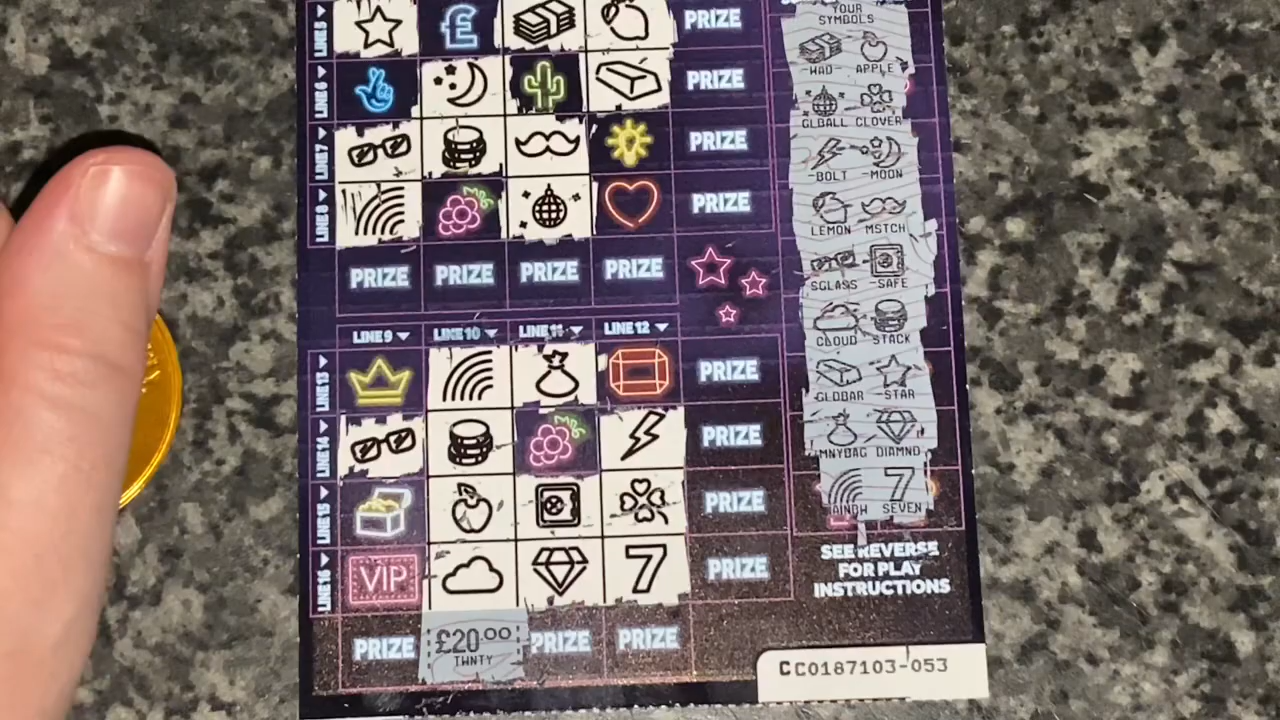 LINE 5 PRIZE
YOUR
SYMBOLS
WAD APPLE
LINE 6 PRIZE
GLBALL CLOVER
LINE 7 PRIZE
BOLT MOON
LINE 8 PRIZE
LEMON MSTCH
PRIZE PRIZE PRIZE PRIZE
SGLASS SAFE
LINE 9 LINE 10 LINE 11 LINE 12
CLOUD STACK
LINE 13 PRIZE
GLDBAR STAR
LINE 14 PRIZE
MNYBAG DIAMND
LINE 15 PRIZE
7
AINBH SEVEN
LINE 16 VIP 7 PRIZE
SEE REVERSE
FOR PLAY
INSTRUCTIONS
PRIZE £20.00 PRIZE PRIZE
TWNTY
CC0187103-053